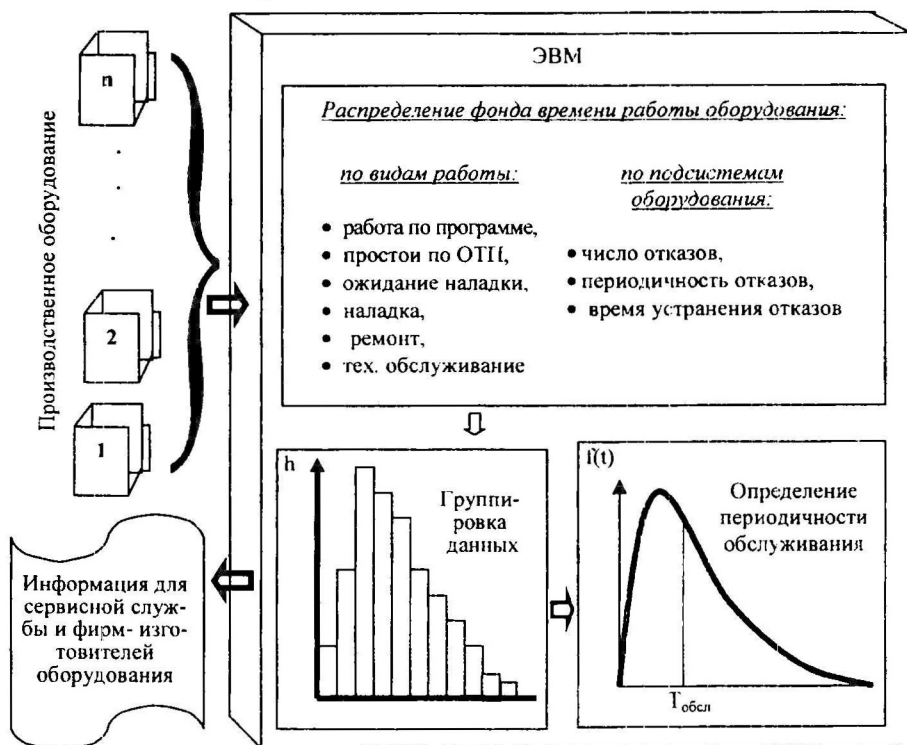 Производственное оборудование
n
2
1
Информация для
сервисной служ-
бы и фирм- изго-
товителей
оборудования
ЭВМ
Распределение фонда времени работы оборудования:
по видам работы:
• работа по программе,
• простои по ОТП,
• ожидание наладки,
• наладка,
• ремонт,
• тех. обслуживание
по подсистемам
оборудования:
• число отказов,
• периодичность отказов,
• время устранения отказов
h
Группи-
ровка
данных
f(t)
Определение
периодичности
обслуживания
Tобсл